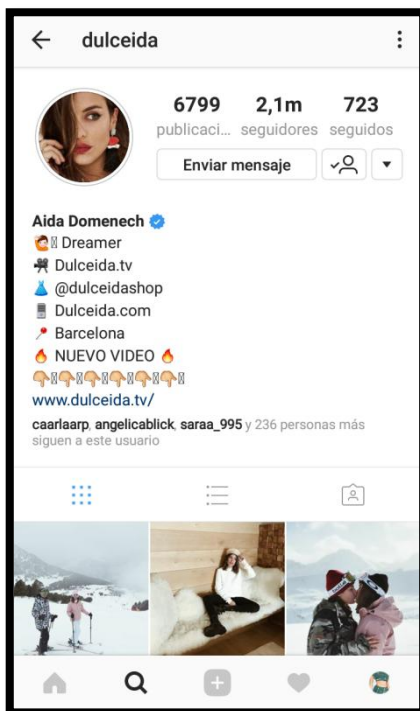 dulceida
6799 2,1m 723
publicaci... seguidores seguidos
Enviar mensaje
Aida Domenech
Dreamer
Dulceida.tv
@dulceidashop
Dulceida.com
Barcelona
NUEVO VIDEO
www.dulceida.tv/
caarlaarp, angelicablick, saraa_995 y 236 personas más
siguen a este usuario